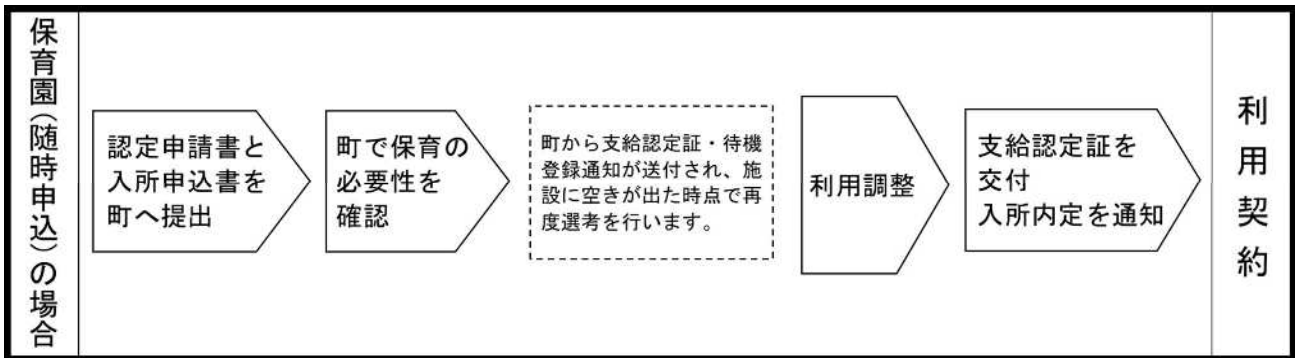 保育園(随時申込)の場合
認定申請書と
入所申込書を
町へ提出
町で保育の
必要性を
確認
町から支給認定証・待機
登録通知が送付され、施
設に空きが出た時点で再
度選考を行います。
利用調整
支給認定証を
交付
入所内定を通知
利用契約